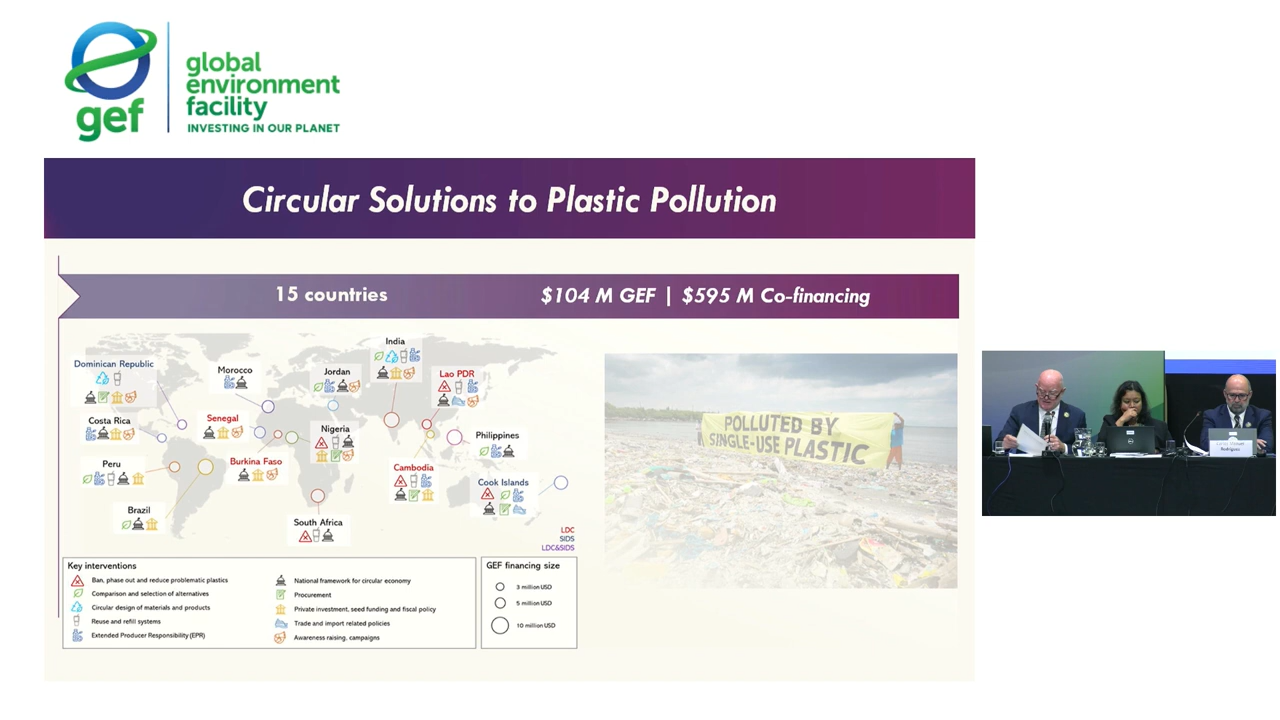 gef
global
environment
facility
INVESTING IN OUR PLANET
Circular Solutions to Plastic Pollution
15 countries
$104 M GEF | $595 M Co-financing
India
Dominican Republic
Morocco
Jordan
Lao PDR
Costa Rica
Senegal
Nigeria
Philippines
Peru
Burkina Faso
Cambodia
Cook Islands
Brazil
South Africa
LDC
SIDS
LDC&SIDS
POLLUTED BY
SINGLE-USE PLASTIC
Key interventions
Ban, phase out and reduce problematic plastics
Comparison and selection of alternatives
Circular design of materials and products
Reuse and refill systems
Extended Producer Responsibility (EPR)
National framework for circular economy
Procurement
Private investment, seed funding and fiscal policy
Trade and import related policies
Awareness raising, campaigns
GEF financing size
3 million USD
5 million USD
10 million USD
Rodriguez